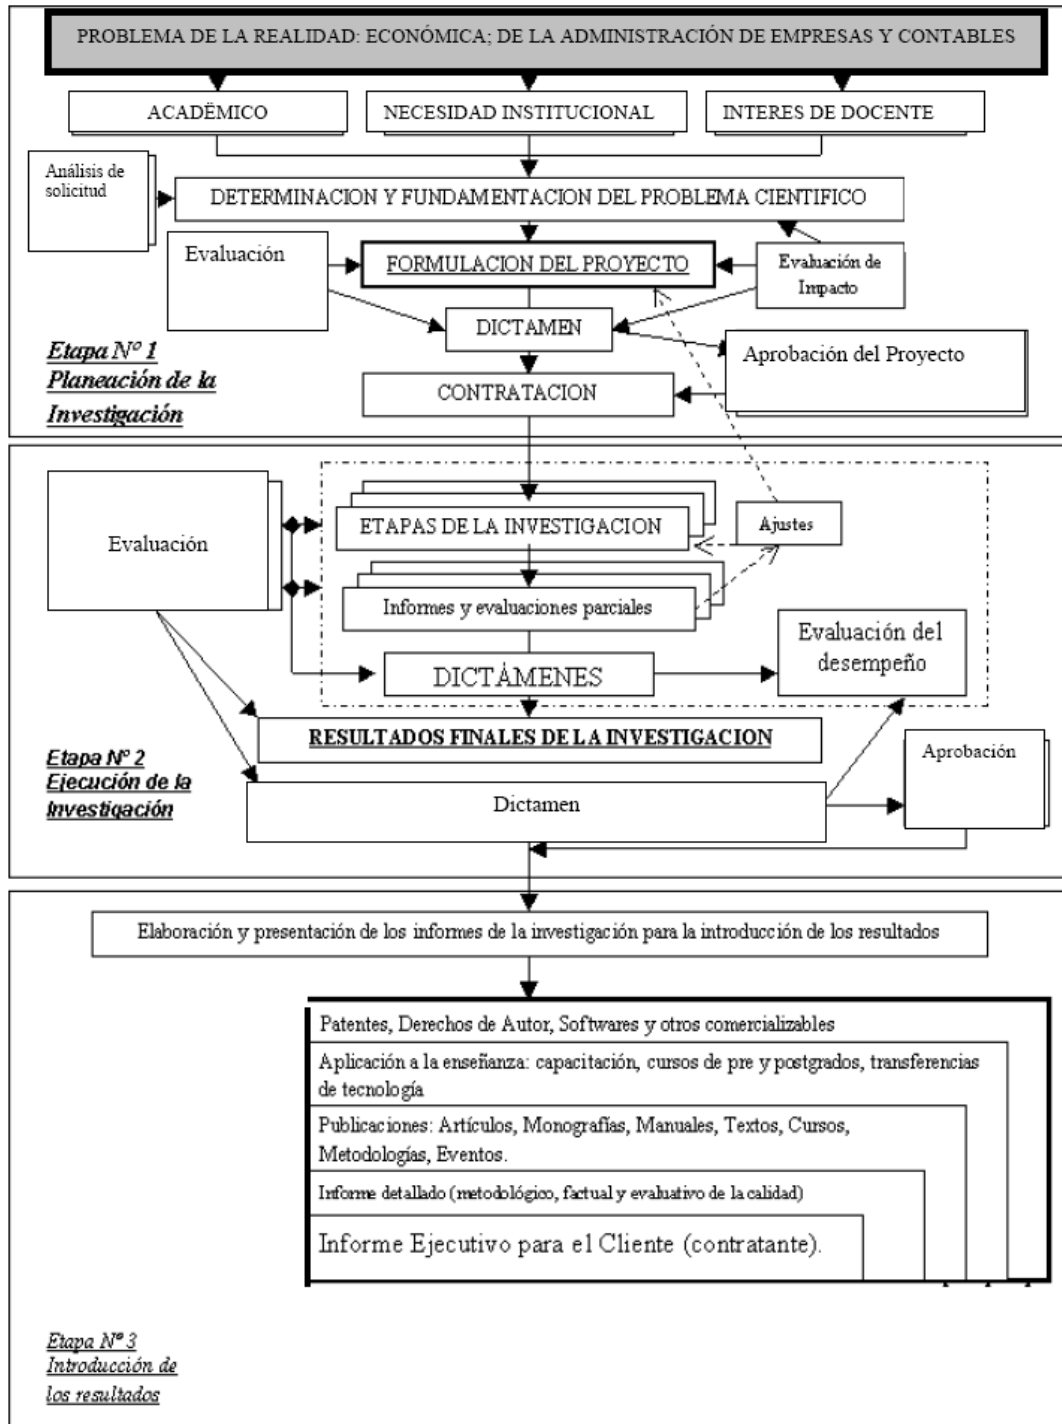 PROBLEMA DE LA REALIDAD: ECONÓMICA; DE LA ADMINISTRACIÓN DE EMPRESAS Y CONTABLES
ACADËMICO
NECESIDAD INSTITUCIONAL
INTERES DE DOCENTE
Análisis de
solicitud
DETERMINACION Y FUNDAMENTACION DEL PROBLEMA CIENTIFICO
Evaluación
FORMULACION DEL PROYECTO
Evaluación de
Impacto
DICTAMEN
Aprobación del Proyecto
Etapa Nº 1
Planeación de la
Investigación
CONTRATACION
Evaluación
ETAPAS DE LA INVESTIGACION
Ajustes
Informes y evaluaciones parciales
Evaluación del
desempeño
DICTÁMENES
RESULTADOS FINALES DE LA INVESTIGACION
Etapa Nº 2
Ejecución de la
Investigación
Aprobación
Dictamen
Elaboración y presentación de los informes de la investigación para la introducción de los resultados
Patentes, Derechos de Autor, Softwares y otros comercializables
Aplicación a la enseñanza: capacitación, cursos de pre y postgrados, transferencias
de tecnología
Publicaciones: Artículos, Monografías, Manuales, Textos, Cursos,
Metodologías, Eventos.
Informe detallado (metodológico, factual y evaluativo de la calidad)
Informe Ejecutivo para el Cliente (contratante).
Etapa Nº 3
Introducción de
los resultados